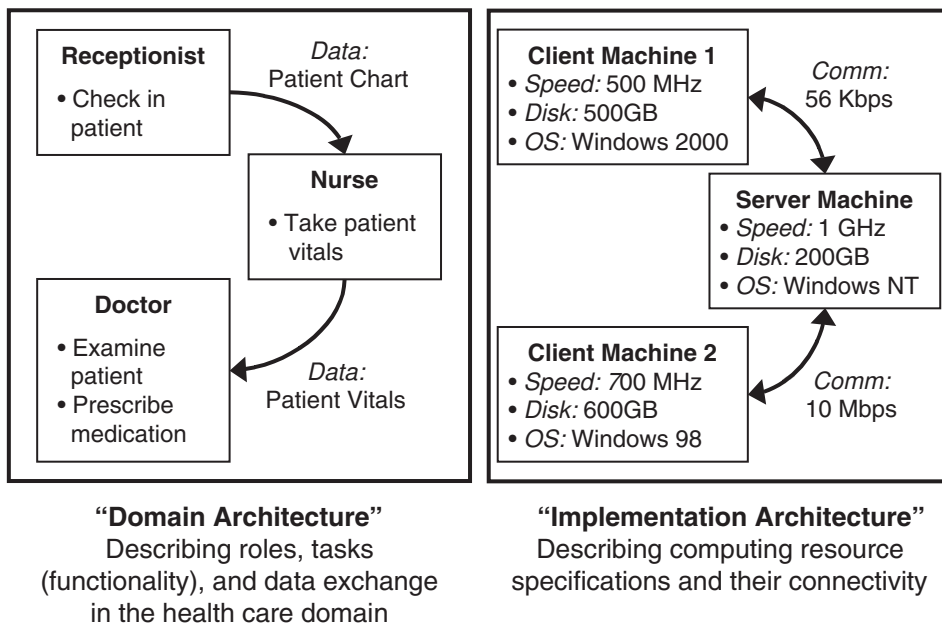 Receptionist
• Check in
patient
Data:
Patient Chart
Nurse
• Take patient
vitals
Doctor
• Examine
patient
• Prescribe
medication
Data:
Patient Vitals
"Domain Architecture"
Describing roles, tasks
(functionality), and data exchange
in the health care domain
Client Machine 1
• Speed: 500 MHz
• Disk: 500GB
• OS: Windows 2000
Comm:
56 Kbps
Server Machine
• Speed: 1 GHz
• Disk: 200GB
• OS: Windows NT
Client Machine 2
• Speed: 700 MHz
• Disk: 600GB
• OS: Windows 98
Comm:
10 Mbps
"Implementation Architecture"
Describing computing resource
specifications and their connectivity